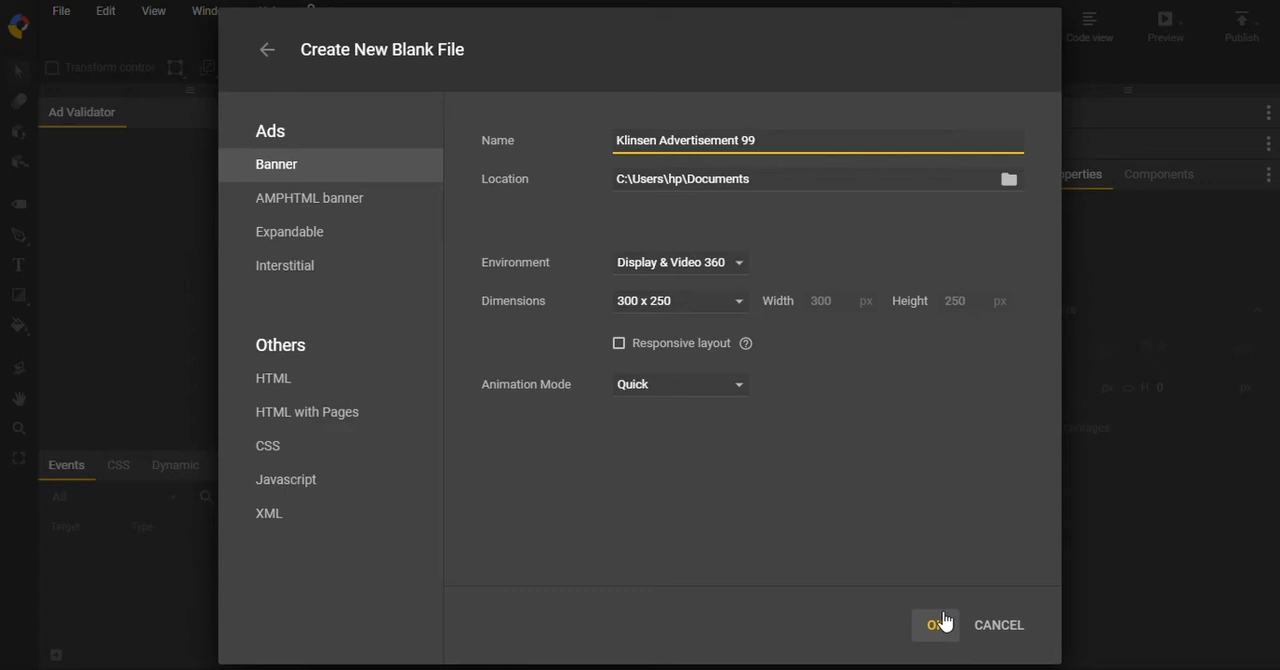 File Edit View
Transform control
Code view Preview Publish
Ad Validator
Components
Events CSS Dynamic
All
Target Type
Create New Blank File
Ads
Banner
AMPHTML banner
Expandable
Interstitial
Others
HTML
HTML with Pages
CSS
Javascript
XML
Name Klinsen Advertisement 99
Location C:\Users\hp\Documents
Environment Display & Video 360
Dimensions 300 x 250 Width 300 px Height 250 px
Responsive layout ?
Animation Mode Quick
CANCEL
px H 0 px